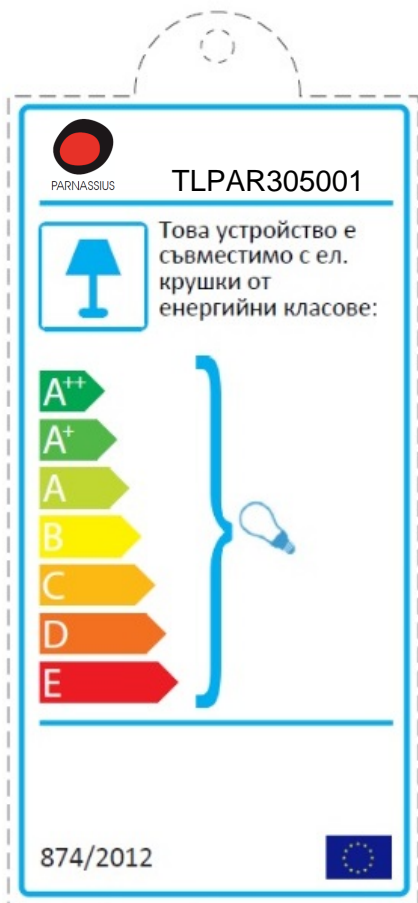 PARNASSIUS
TLPAR305001
Това устройство е
съвместимо с ел.
крушки от
енергийни класове:
A++
A+
A
B
C
D
E
874/2012